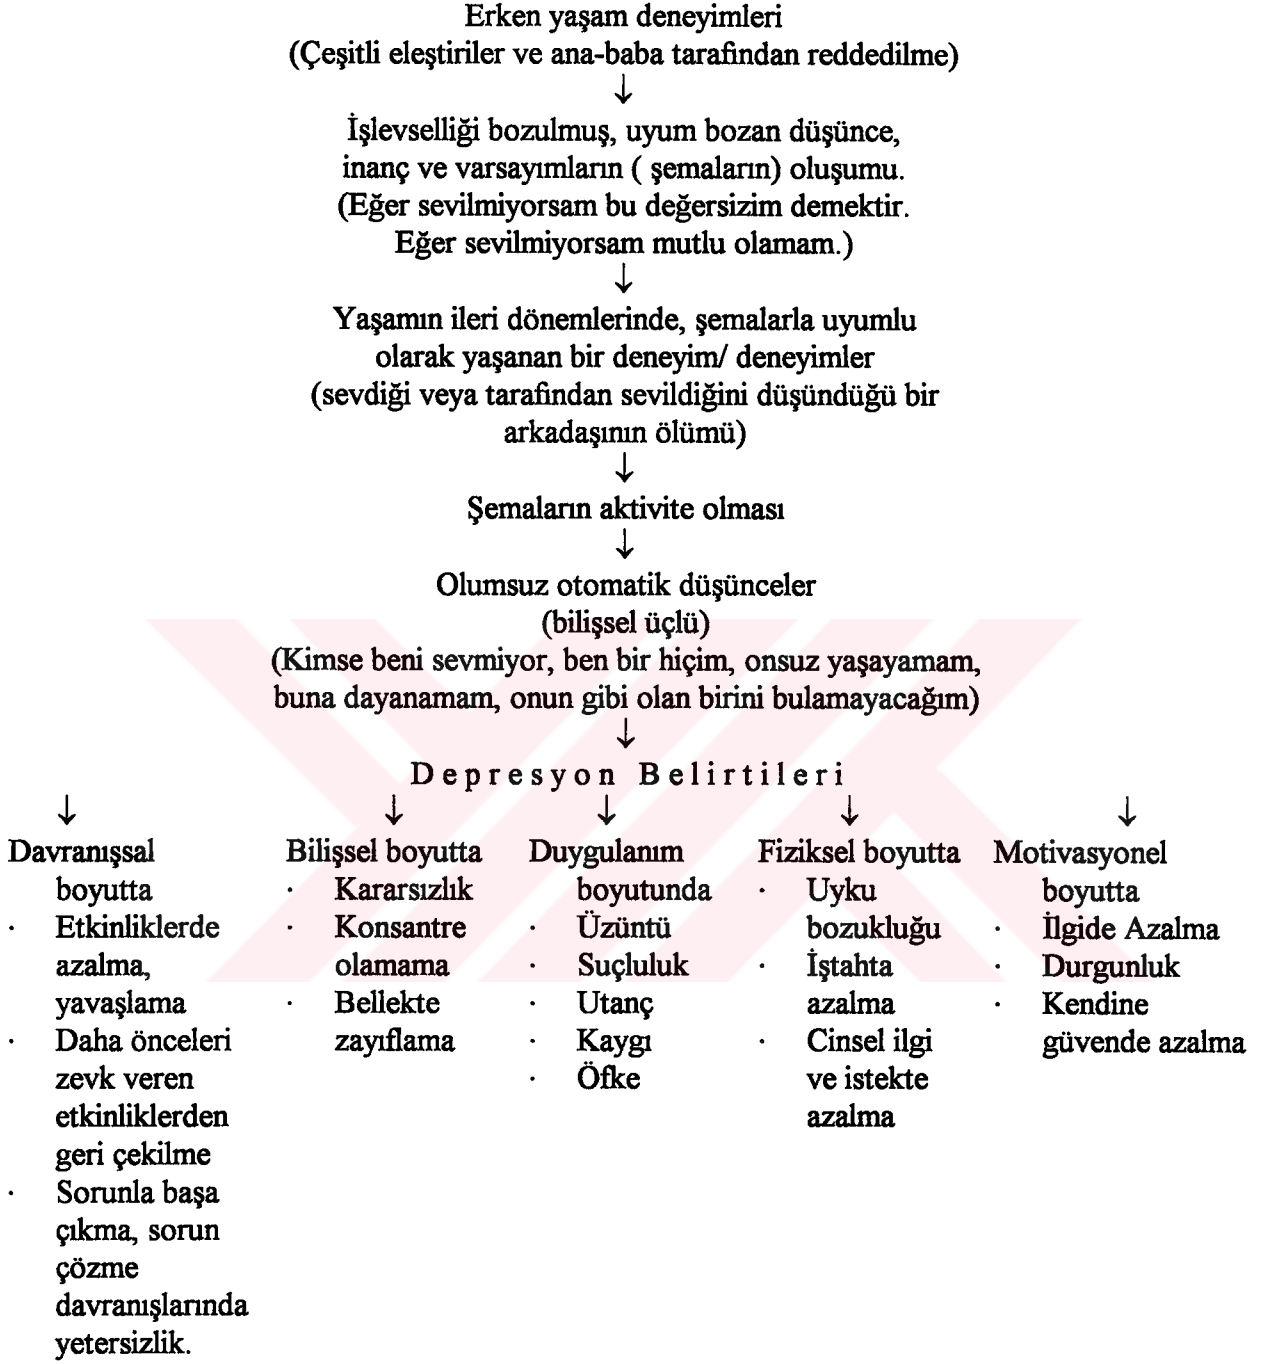 Erken yaşam deneyimleri
(Çeşitli eleştiriler ve ana-baba tarafından reddedilme)
↓
İşlevselliği bozulmuş, uyum bozan düşünce,
inanç ve varsayımların ( şemaların) oluşumu.
(Eğer sevilmiyorsam bu değersizim demektir.
Eğer sevilmiyorsam mutlu olamam.)
↓
Yaşamın ileri dönemlerinde, şemalarla uyumlu
olarak yaşanan bir deneyim/ deneyimler
(sevdiği veya tarafından sevildiğini düşündüğü bir
arkadaşının ölümü)
↓
Şemaların aktivite olması
↓
Olumsuz otomatik düşünceler
(bilişsel üçlü)
(Kimse beni sevmiyor, ben bir hiçim, onsuz yaşayamam,
buna dayanamam, onun gibi olan birini bulamayacağım)
↓
Depresyon Belirtileri
↓ ↓ ↓ ↓ ↓
Davranışsal
boyutta
· Etkinliklerde
azalma,
yavaşlama
· Daha önceleri
zevk veren
etkinliklerden
geri çekilme
· Sorunla başa
çıkma, sorun
çözme
davranışlarında
yetersizlik.
Bilişsel boyutta
· Kararsızlık
· Konsantre
olamama
· Bellekte
zayıflama
Duygulanım
boyutunda
· Üzüntü
· Suçluluk
· Utanç
· Kaygı
· Öfke
Fiziksel boyutta
· Uyku
bozukluğu
· İştahta
azalma
· Cinsel ilgi
ve istekte
azalma
Motivasyonel
boyutta
· İlgide Azalma
· Durgunluk
· Kendine
güvende azalma